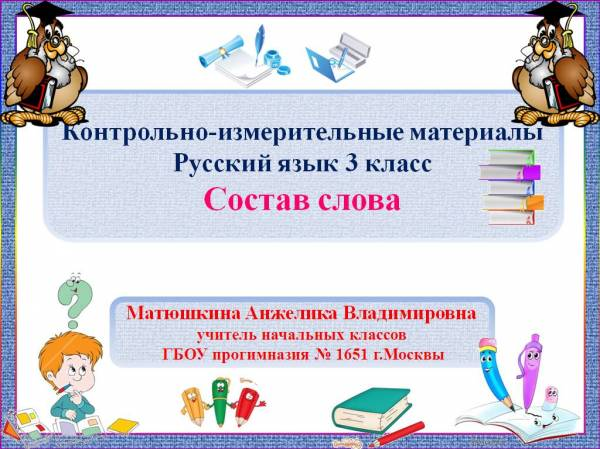 Контрольно-измерительные материалы
Русский язык 3 класс
Состав слова
Матюшкина Анжелика Владимировна
учитель начальных классов
ГБОУ прогимназия № 1651 г.Москвы
?